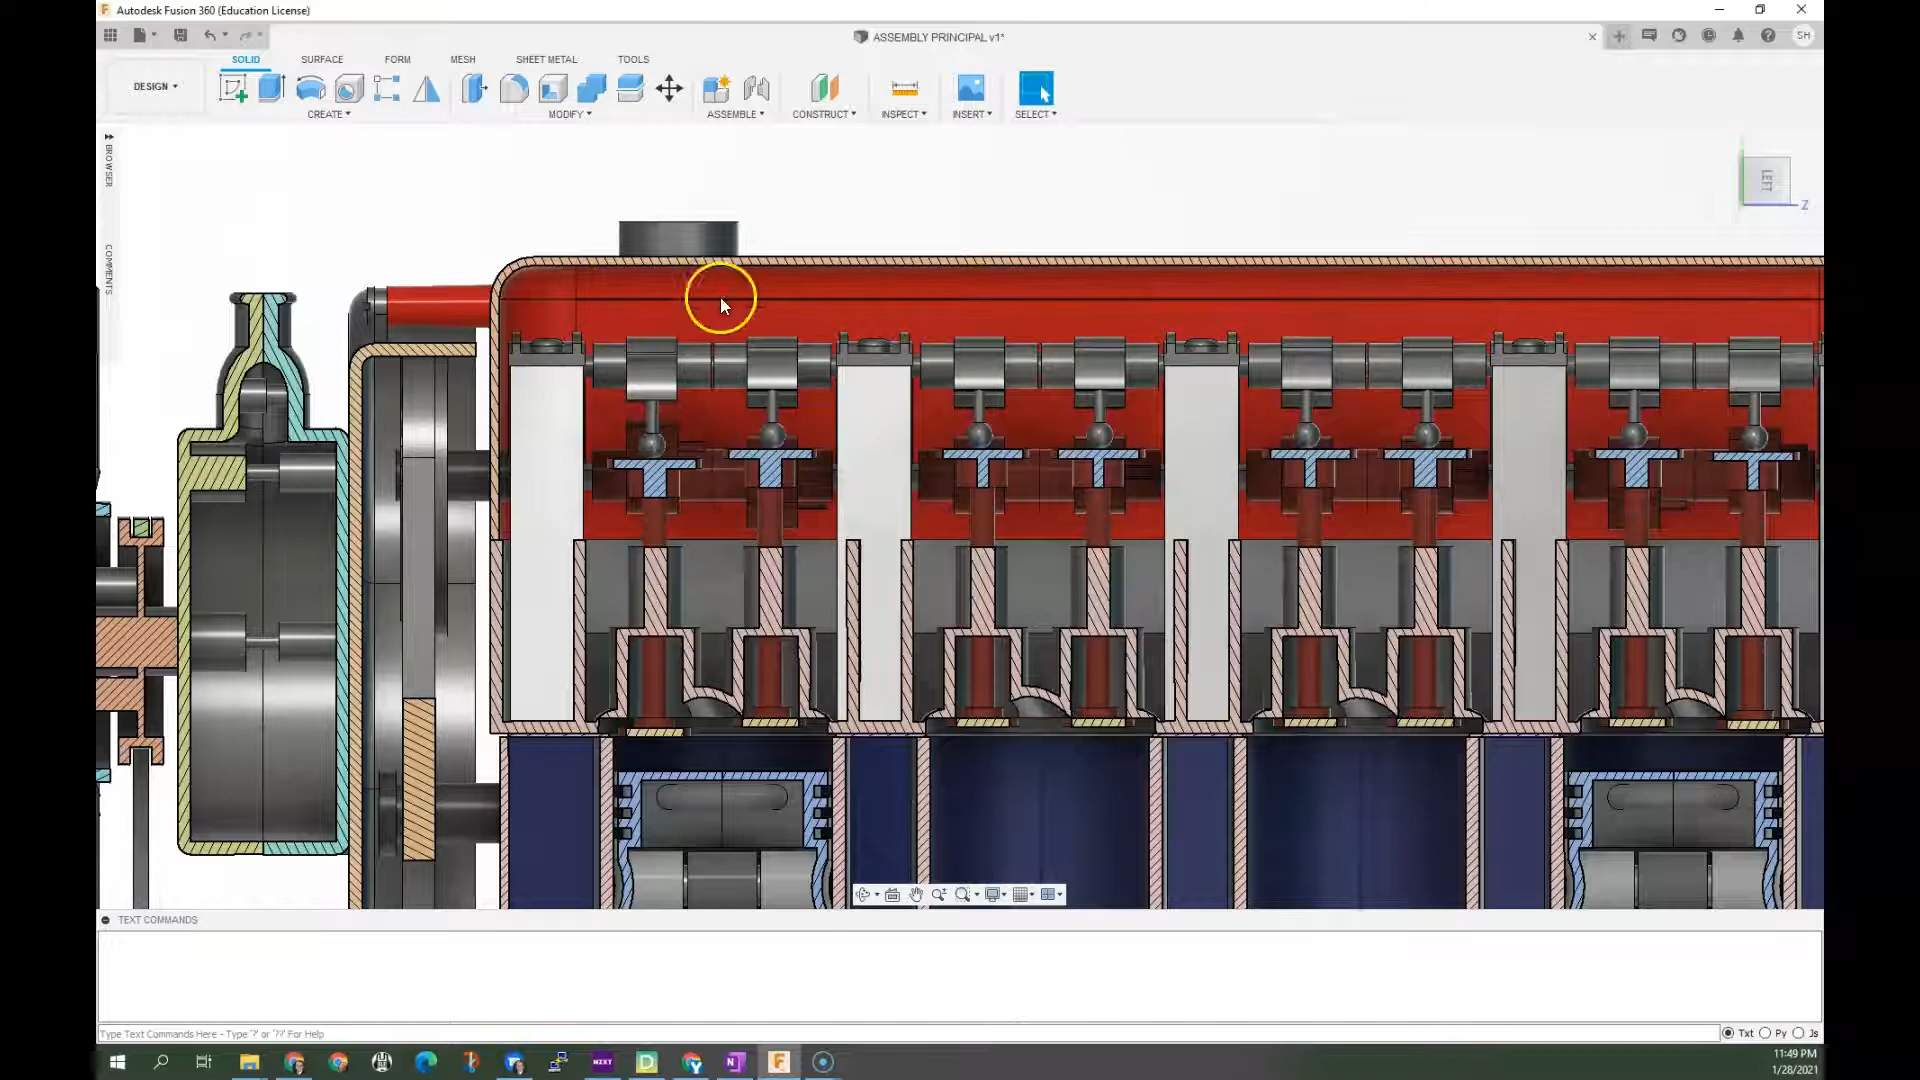 Autodesk Fusion 360 (Education License)
ASSEMBLY PRINCIPAL v1*
SH
SOLID SURFACE FORM MESH SHEET METAL TOOLS
DESIGN
CREATE MODIFY ASSEMBLE CONSTRUCT INSPECT INSERT SELECT
BROWSER
COMMENTS
LEFT
Z
TEXT COMMANDS
Type Text Commands Here - Type '?' or '??' For Help
Txt Py Js
NZXT
D
N
F
11:49 PM
1/28/2021